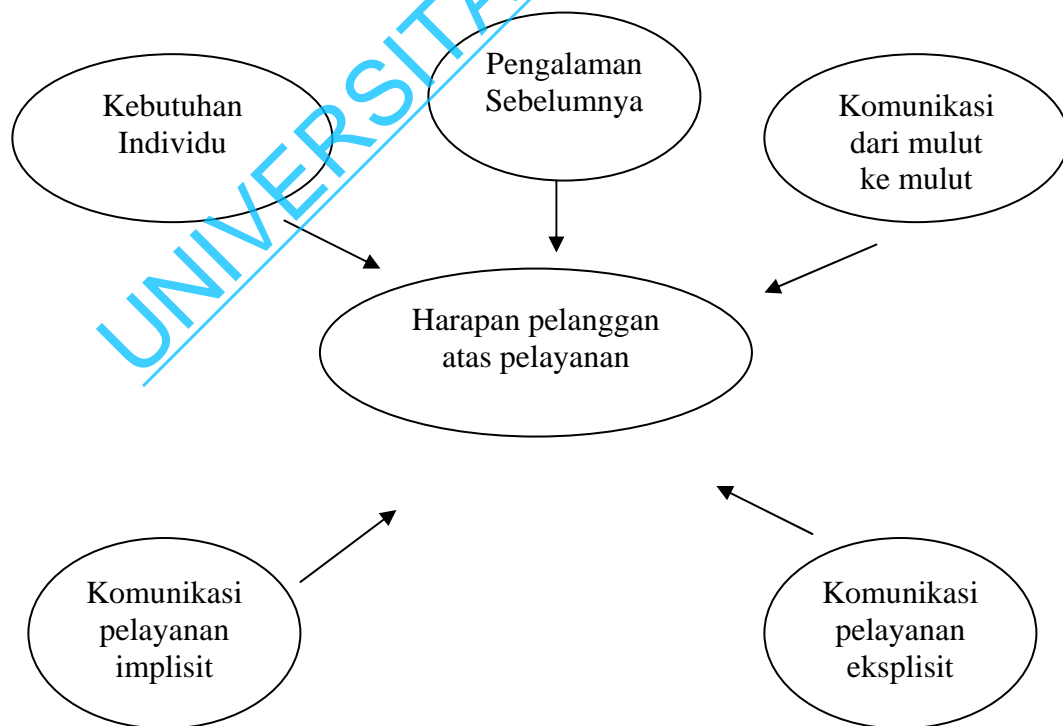 Kebutuhan
Individu
Pengalaman
Sebelumnya
Komunikasi
dari mulut
ke mulut
Harapan pelanggan
atas pelayanan
Komunikasi
pelayanan
implisit
Komunikasi
pelayanan
eksplisit